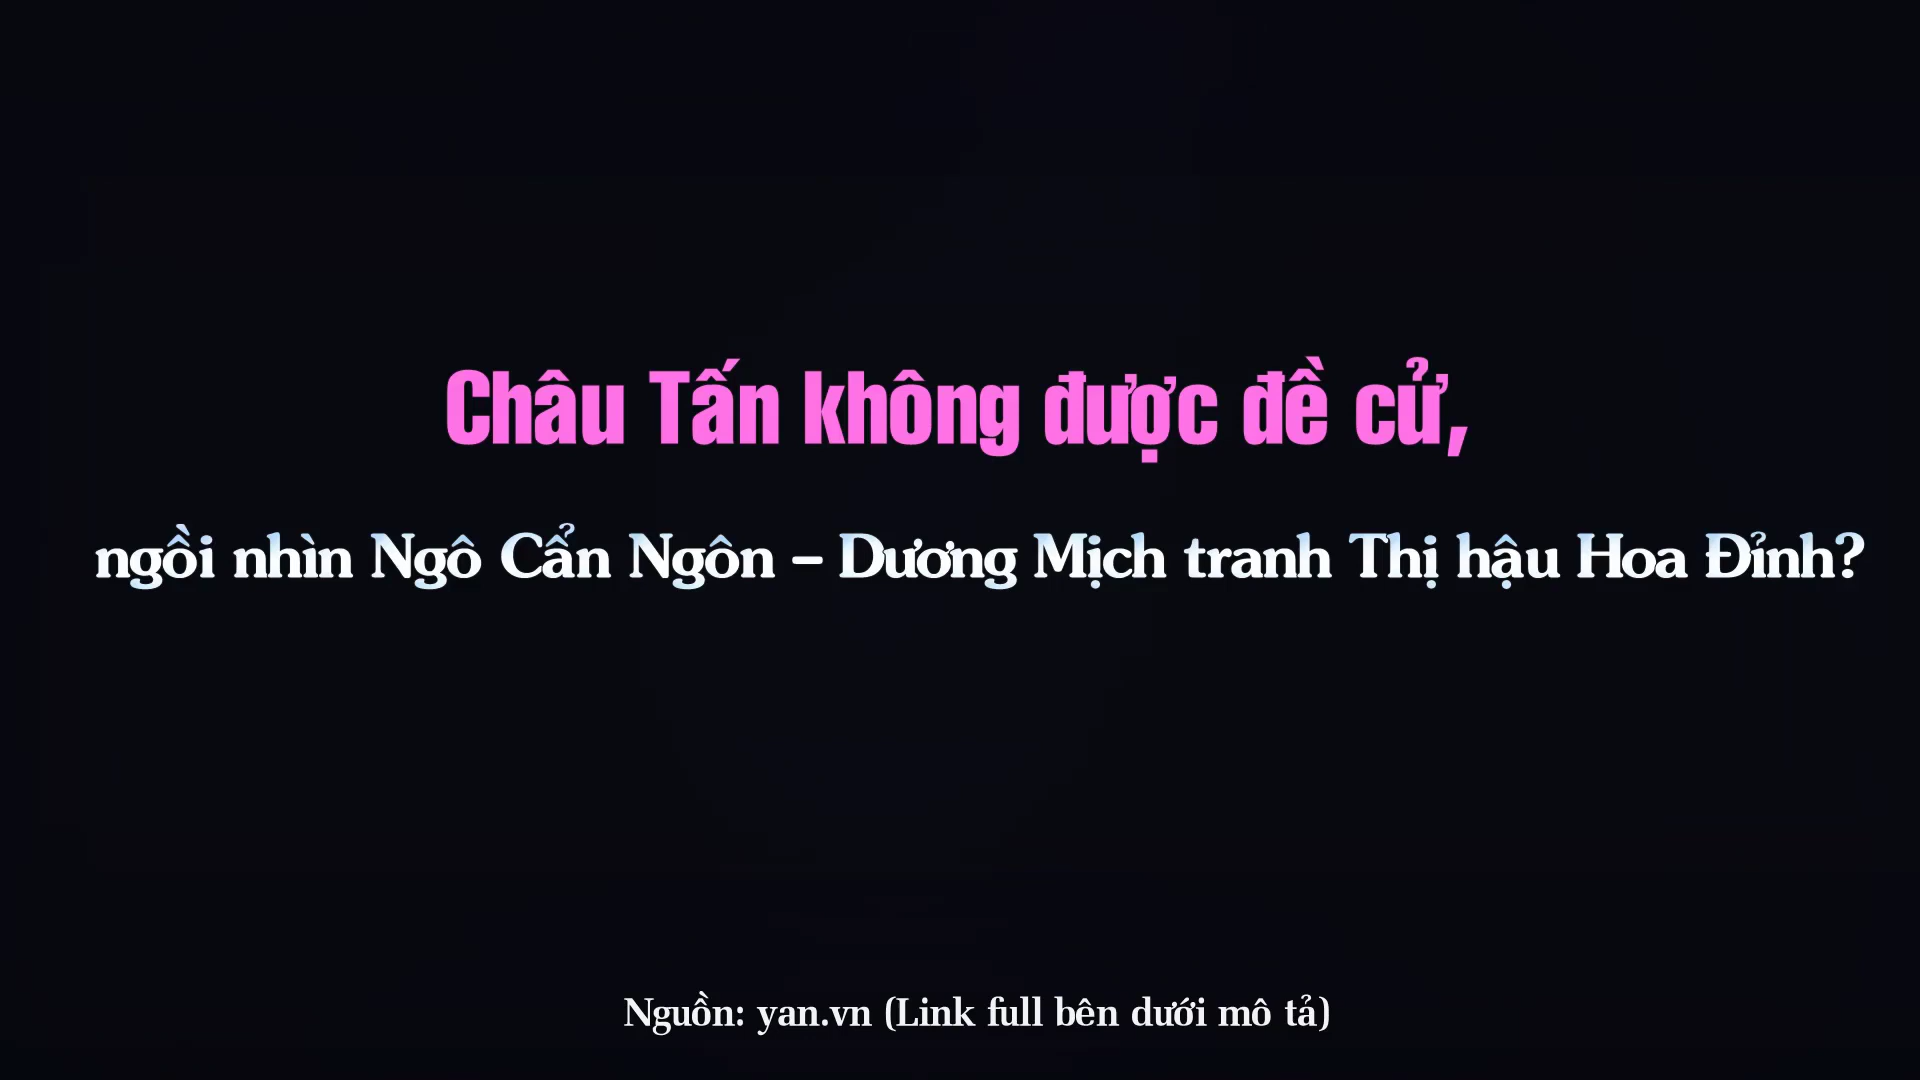 Châu Tấn không được đề cử,
ngồi nhìn Ngô Cẩn Ngôn – Dương Mịch tranh Thị hậu Hoa Đỉnh?
Nguồn: yan.vn (Link full bên dưới mô tả)